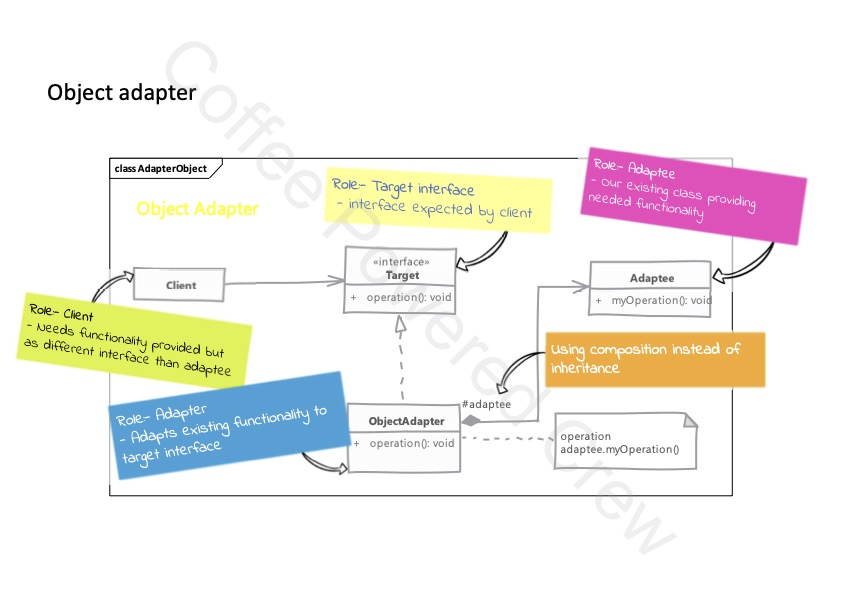 Object adapter
class AdapterObject
Object Adapter
Role- Target interface
- interface expected by client
Role- Adaptee
- Our existing class providing
needed functionality
Client
«interface»
Target
+ operation(): void
Adaptee
+ myOperation(): void
Role- Client
- Needs functionality provided but
as different interface than adaptee
Using composition instead of
inheritance
Role- Adapter
- Adapts existing functionality to
target interface
#adaptee
ObjectAdapter
+ operation(): void
operation
adaptee.myOperation()
Coffee Powered Crew